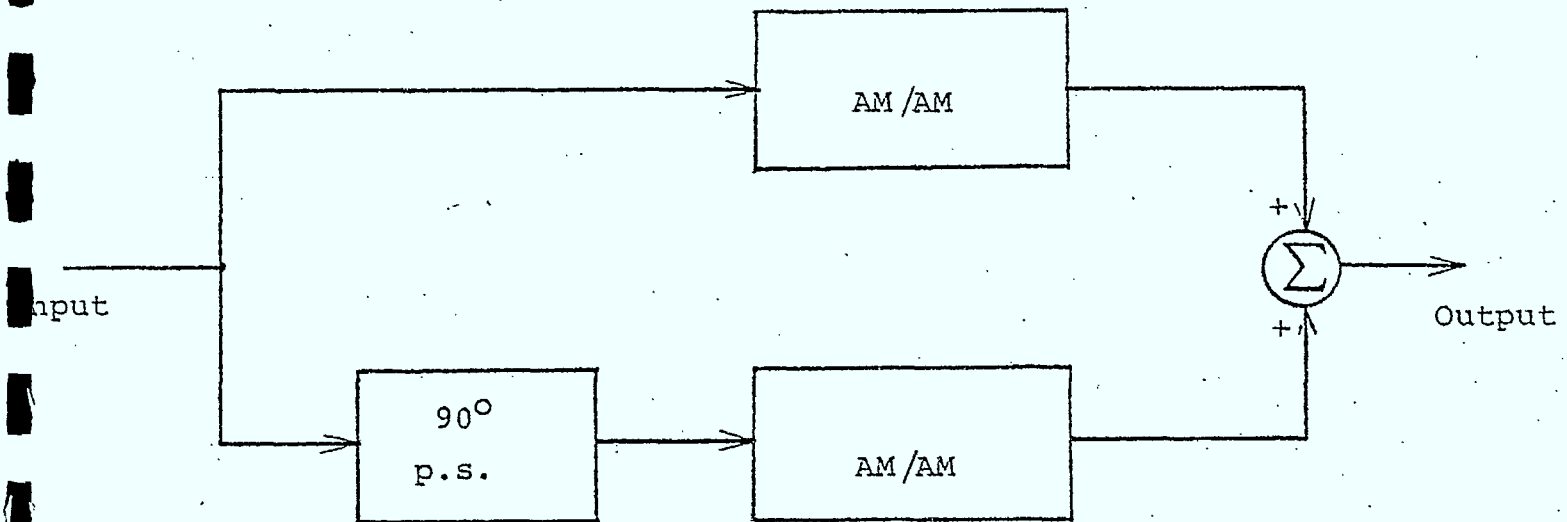 AM/AM
+
Σ
nput
Output
+
90°
p.s.
AM/AM